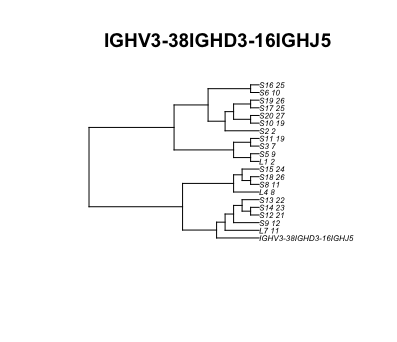 IGHV3-38IGHD3-16IGHJ5
S16 25
S6 10
S19 26
S17 25
S20 27
S10 19
S2 2
S11 19
S3 7
S5 9
L1 2
S15 24
S18 26
S8 11
L4 8
S13 22
S14 23
S12 21
S9 12
L7 11
IGHV3-38IGHD3-16IGHJ5